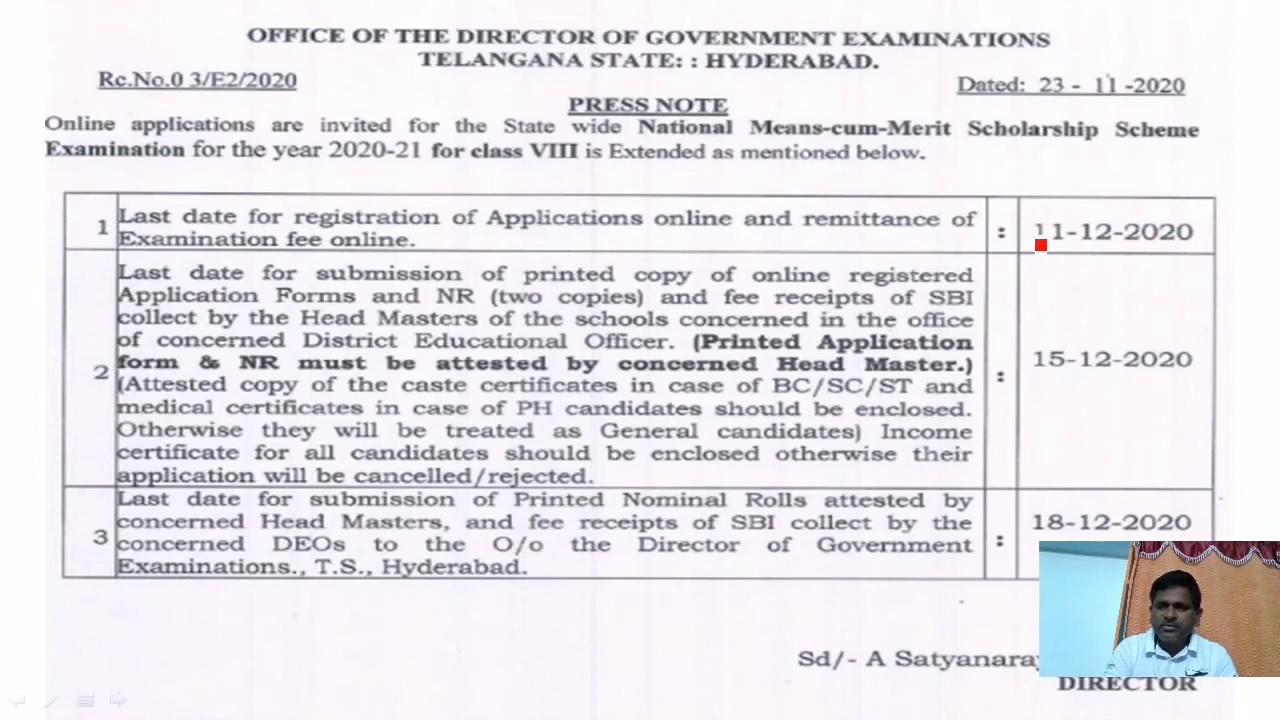 OFFICE OF THE DIRECTOR OF GOVERNMENT EXAMINATIONS
TELANGANA STATE: : HYDERABAD.
Rc.No.0 3/E2/2020
Dated: 23 - 11 -2020
PRESS NOTE
Online applications are invited for the State wide National Means-cum-Merit Scholarship Scheme
Examination for the year 2020-21 for class VIII is Extended as mentioned below.
1
Last date for registration of Applications online and remittance of
Examination fee online.
:
11-12-2020
2
Last date for submission of printed copy of online registered
Application Forms and NR (two copies) and fee receipts of SBI
collect by the Head Masters of the schools concerned in the office
of concerned District Educational Officer. (Printed Application
form & NR must be attested by concerned Head Master.)
(Attested copy of the caste certificates in case of BC/SC/ST and
medical certificates in case of PH candidates should be enclosed.
Otherwise they will be treated as General candidates) Income
certificate for all candidates should be enclosed otherwise their
application will be cancelled/rejected.
:
15-12-2020
3
Last date for submission of Printed Nominal Rolls attested by
concerned Head Masters, and fee receipts of SBI collect by the
concerned DEOs to the O/o the Director of Government
Examinations., T.S., Hyderabad.
:
18-12-2020
Sd/- A Satyanaray
DIRECTOR